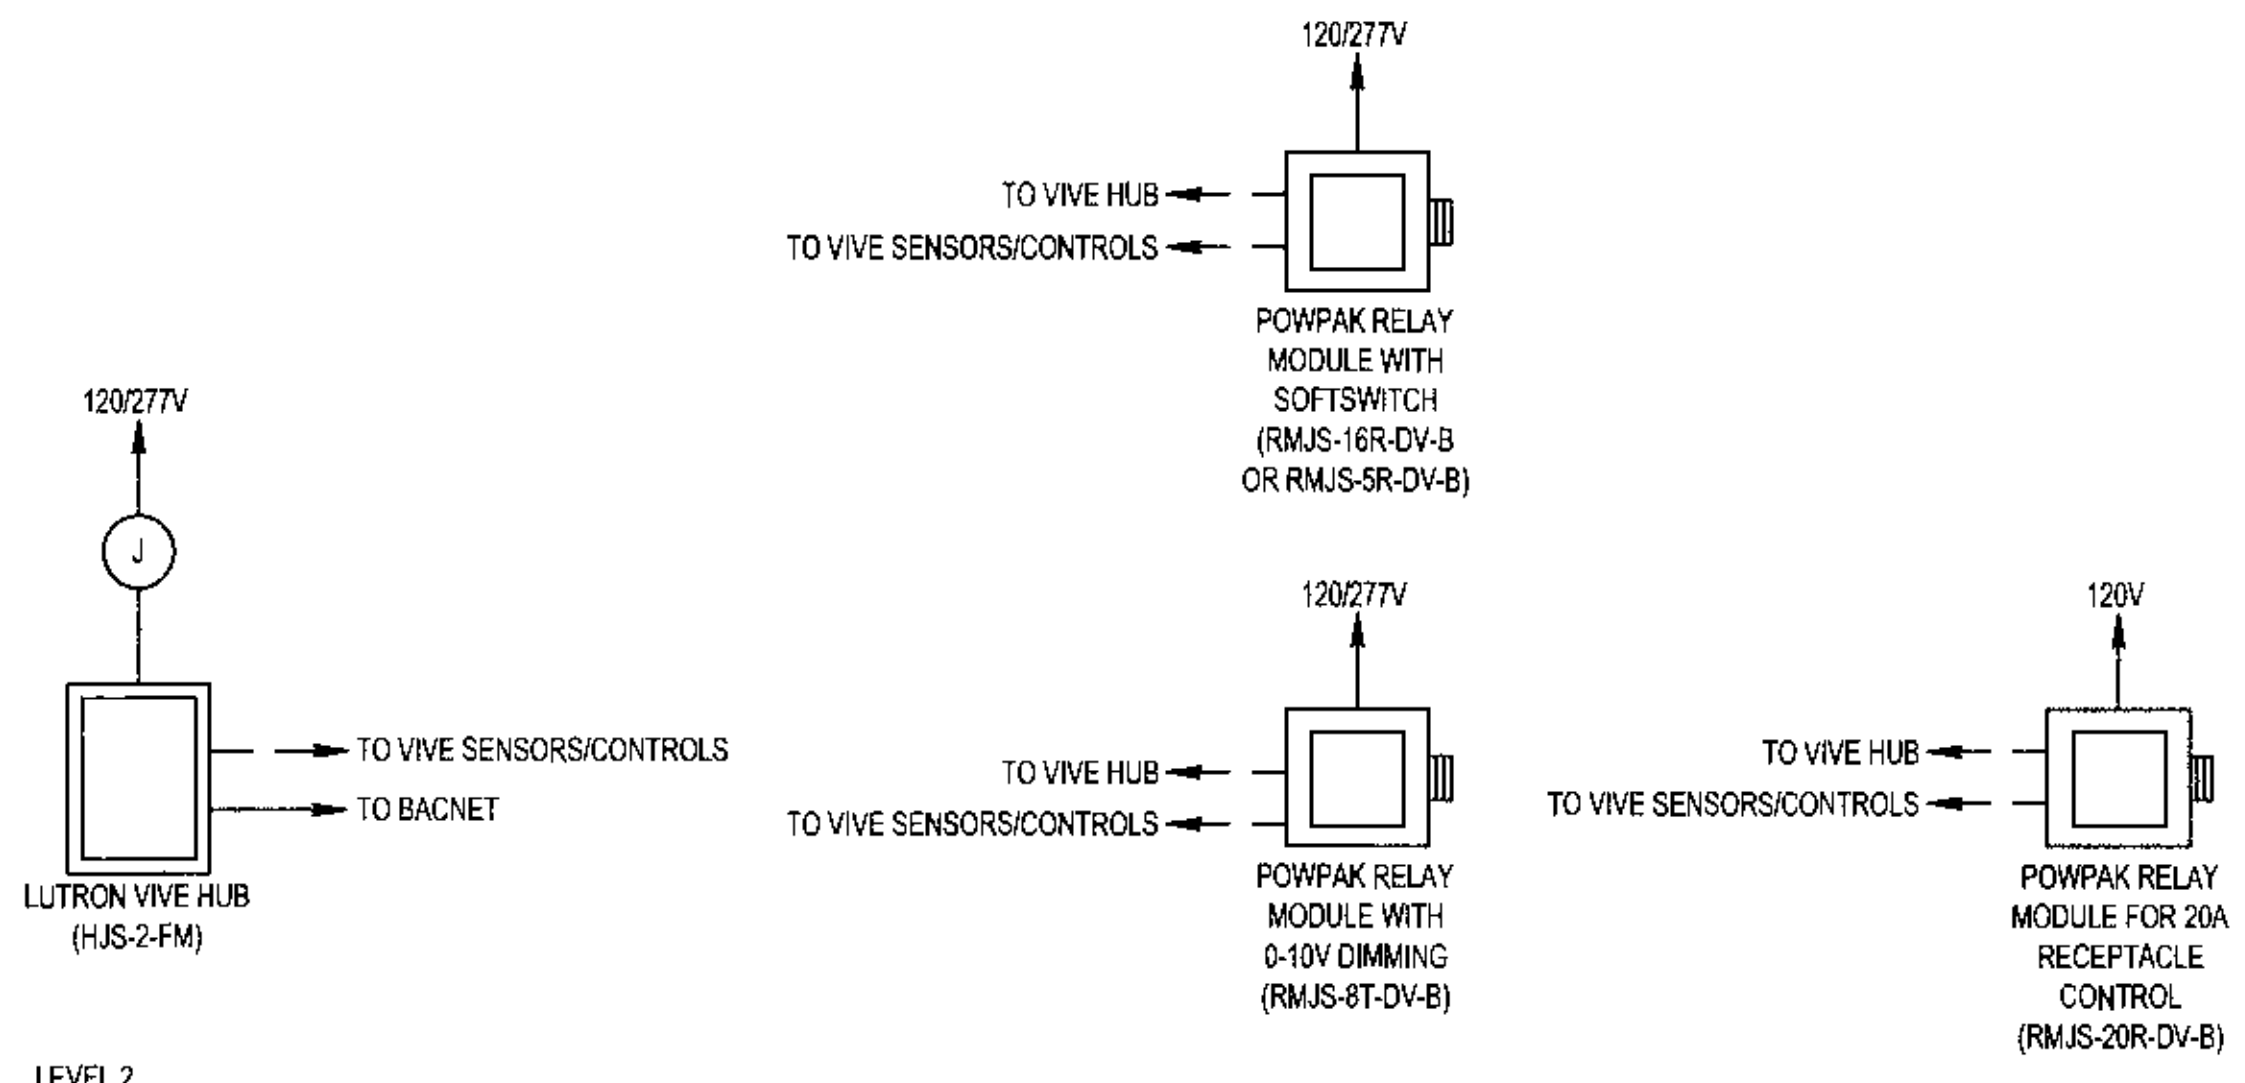 120/277V
TO VIVE HUB
TO VIVE SENSORS/CONTROLS
POWPAK RELAY
MODULE WITH
SOFTSWITCH
(RMJS-16R-DV-B
OR RMJS-5R-DV-B)
120/277V
J
TO VIVE SENSORS/CONTROLS
TO BACNET
LUTRON VIVE HUB
(HJS-2-FM)
120/277V
TO VIVE HUB
TO VIVE SENSORS/CONTROLS
POWPAK RELAY
MODULE WITH
0-10V DIMMING
(RMJS-8T-DV-B)
120V
TO VIVE HUB
TO VIVE SENSORS/CONTROLS
POWPAK RELAY
MODULE FOR 20A
RECEPTACLE
CONTROL
(RMJS-20R-DV-B)
LEVEL 2